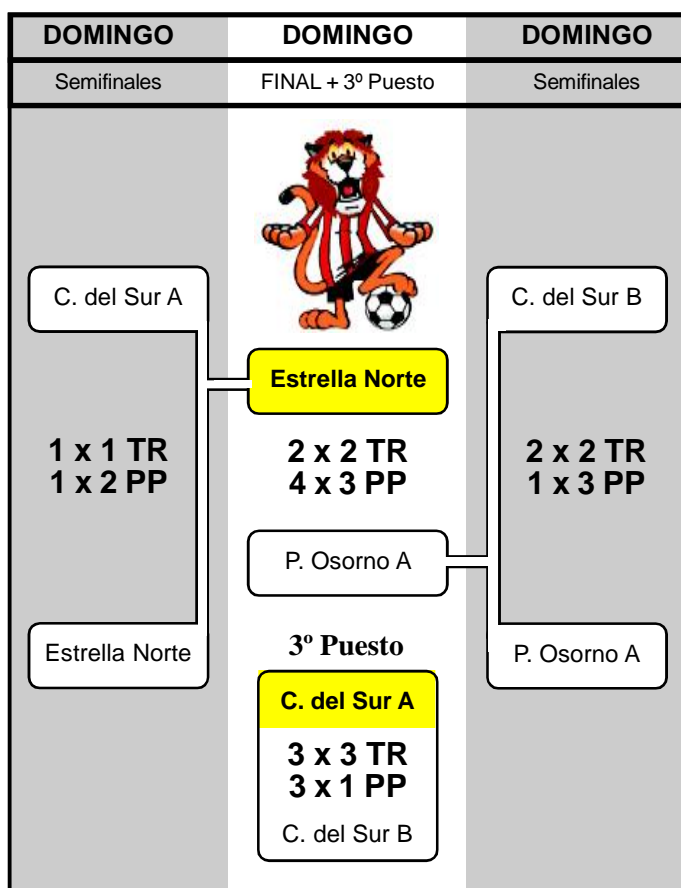 DOMINGO
DOMINGO
DOMINGO
Semifinales
FINAL + 3º Puesto
Semifinales
C. del Sur A
C. del Sur B
Estrella Norte
1 x 1 TR
1 x 2 PP
2 x 2 TR
4 x 3 PP
2 x 2 TR
1 x 3 PP
P. Osorno A
Estrella Norte
3º Puesto
P. Osorno A
C. del Sur A
3 x 3 TR
3 x 1 PP
C. del Sur B